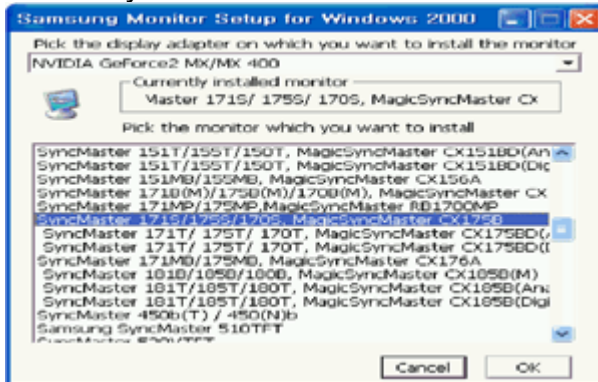 Samsung Monitor Setup for Windows 2000
Pick the display adapter on which you want to install the monitor
NVIDIA GeForce2 MX/MX 400
Currently installed monitor
Master 171S/ 175S/ 170S, MagicSyncMaster CX
Pick the monitor which you want to install
SyncMaster 151T/155T/150T, MagicSyncMaster CX151BD(An
SyncMaster 151T/155T/150T, MagicSyncMaster CX151BD(Dig
SyncMaster 151MB/155MB, MagicSyncMaster CX156A
SyncMaster 171B(M)/175B(M)/170B(M), MagicSyncMaster CX
SyncMaster 171MP/175MP,MagicSyncMaster RB1700MP
SyncMaster 171S/175S/170S, MagicSyncMaster CX175B
SyncMaster 171T/ 175T/ 170T, MagicSyncMaster CX175BD(
SyncMaster 171T/ 175T/ 170T, MagicSyncMaster CX175BD(
SyncMaster 171MB/175MB, MagicSyncMaster CX176A
SyncMaster 181B/185B/180B, MagicSyncMaster CX185B(M)
SyncMaster 181T/185T/180T, MagicSyncMaster CX185B(Ana
SyncMaster 181T/185T/180T, MagicSyncMaster CX185B(Digi
SyncMaster 450b(T) / 450(N)b
Samsung SyncMaster 510TFT
Cancel
OK